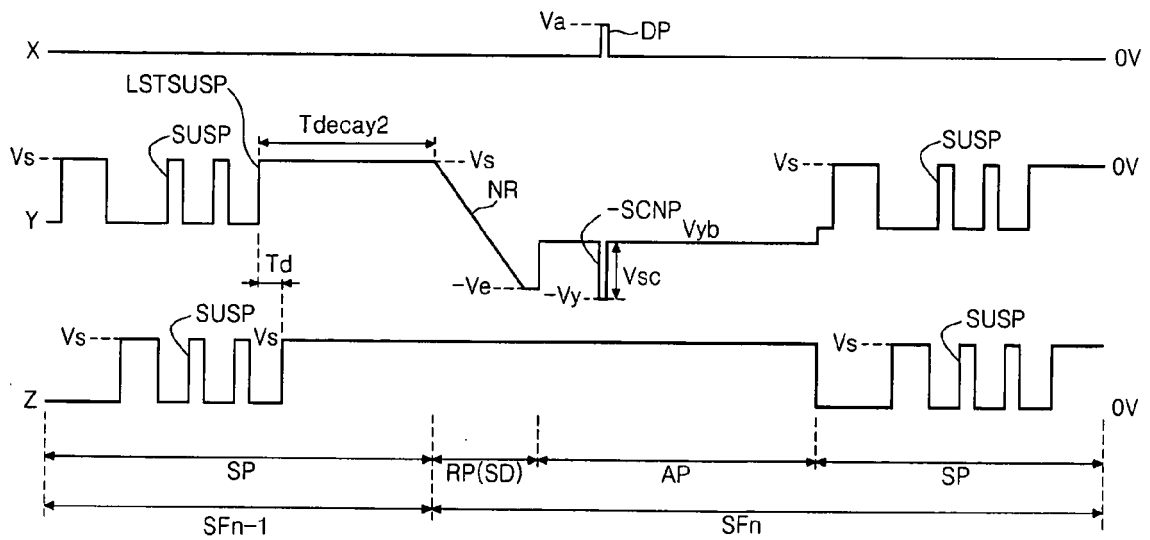 Va
DP
X
0V
LSTSUSP
Tdecay2
SUSP
SUSP
Vs
Vs
Vs
0V
NR
-SCNP
Y
Vyb
Td
Vsc
-Ve
-Vy
SUSP
SUSP
Vs
Vs
Vs
Z
0V
SP
RP(SD)
AP
SP
SFn-1
SFn